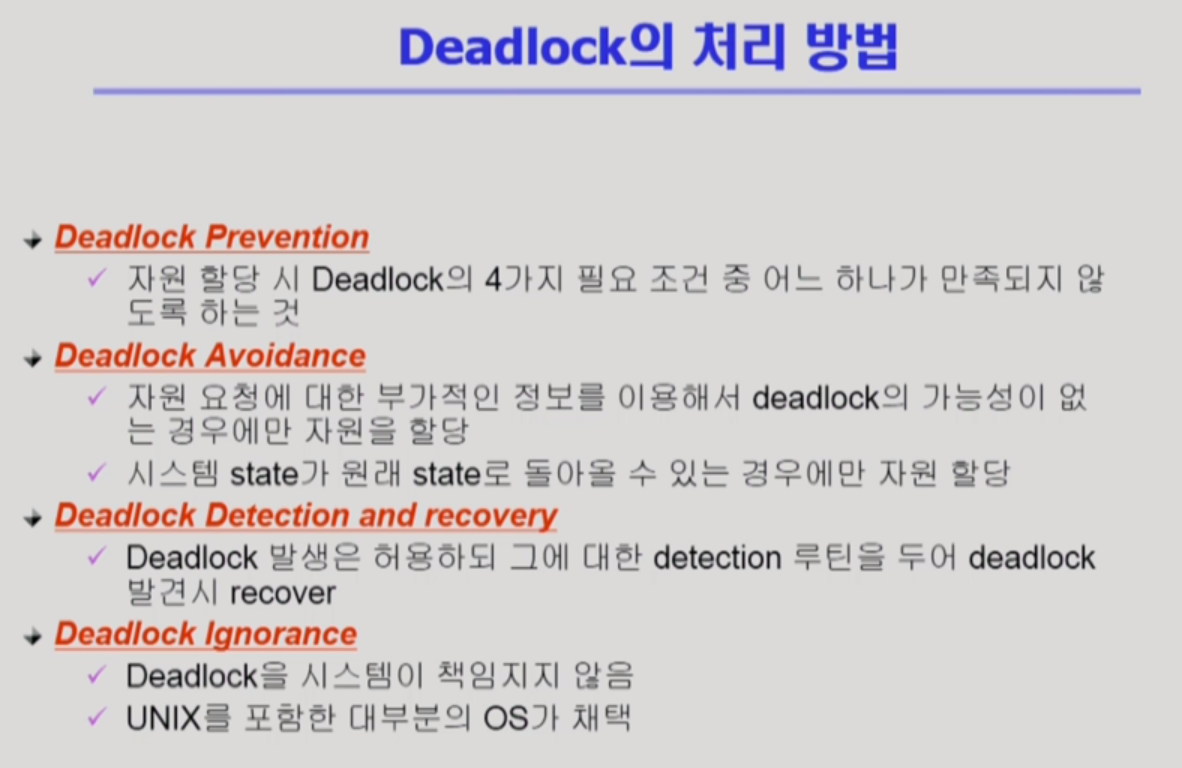 Deadlock의 처리 방법
Deadlock Prevention
자원 할당 시 Deadlock의 4가지 필요 조건 중 어느 하나가 만족되지 않
도록 하는 것
Deadlock Avoidance
자원 요청에 대한 부가적인 정보를 이용해서 deadlock의 가능성이 없
는 경우에만 자원을 할당
시스템 state가 원래 state로 돌아올 수 있는 경우에만 자원 할당
Deadlock Detection and recovery
Deadlock 발생은 허용하되 그에 대한 detection 루틴을 두어 deadlock
발견시 recover
Deadlock Ignorance
Deadlock을 시스템이 책임지지 않음
UNIX를 포함한 대부분의 OS가 채택